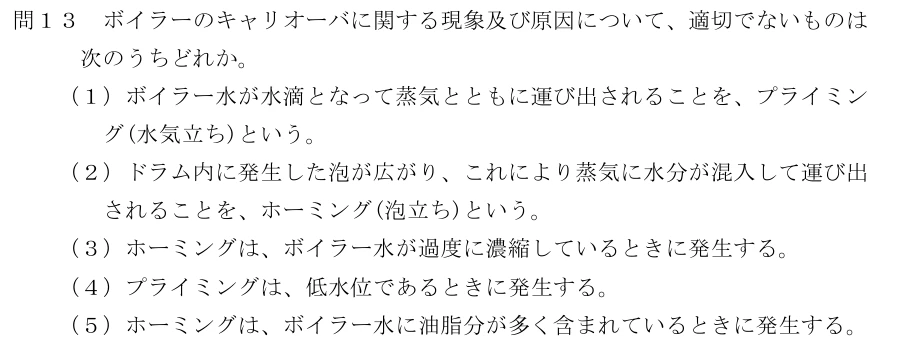 問１３　ボイラーのキャリオーバに関する現象及び原因について、適切でないものは
次のうちどれか。
（１）ボイラー水が水滴となって蒸気とともに運び出されることを、プライミン
グ(水気立ち)という。
（２）ドラム内に発生した泡が広がり、これにより蒸気に水分が混入して運び出
されることを、ホーミング(泡立ち)という。
（３）ホーミングは、ボイラー水が過度に濃縮しているときに発生する。
（４）プライミングは、低水位であるときに発生する。
（５）ホーミングは、ボイラー水に油脂分が多く含まれているときに発生する。